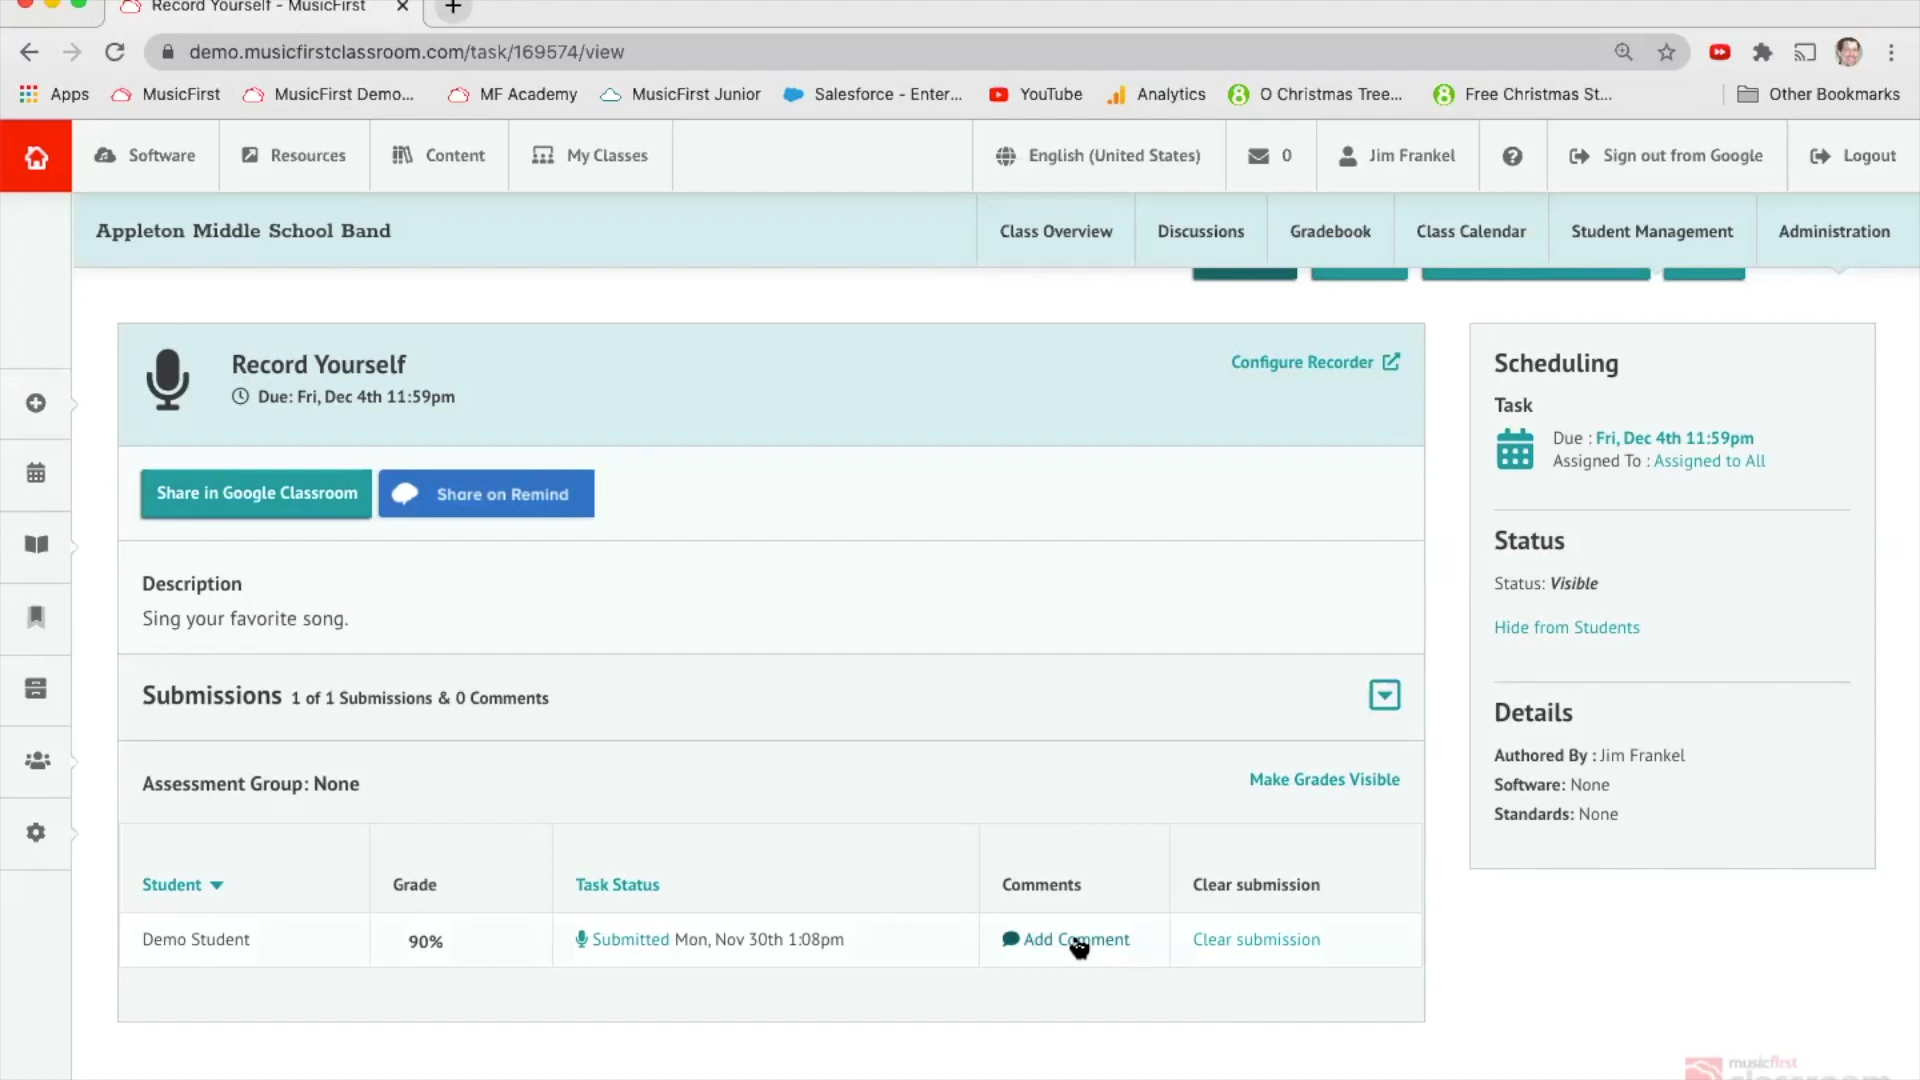 Record Yourself - MusicFirst
demo.musicfirstclassroom.com/task/169574/view
Apps MusicFirst MusicFirst Demo... MF Academy MusicFirst Junior Salesforce - Enter... YouTube Analytics O Christmas Tree... Free Christmas St... Other Bookmarks
Software Resources Content My Classes English (United States) 0 Jim Frankel Sign out from Google Logout
Appleton Middle School Band Class Overview Discussions Gradebook Class Calendar Student Management Administration
Record Yourself
Configure Recorder
Due: Fri, Dec 4th 11:59pm
Share in Google Classroom Share on Remind
Description
Sing your favorite song.
Submissions 1 of 1 Submissions & 0 Comments
Assessment Group: None Make Grades Visible
Student Grade Task Status Comments Clear submission
Demo Student 90% Submitted Mon, Nov 30th 1:08pm Add Comment Clear submission
Scheduling
Task
Due : Fri, Dec 4th 11:59pm
Assigned To : Assigned to All
Status
Status: Visible
Hide from Students
Details
Authored By : Jim Frankel
Software: None
Standards: None
musicfirst
classroom